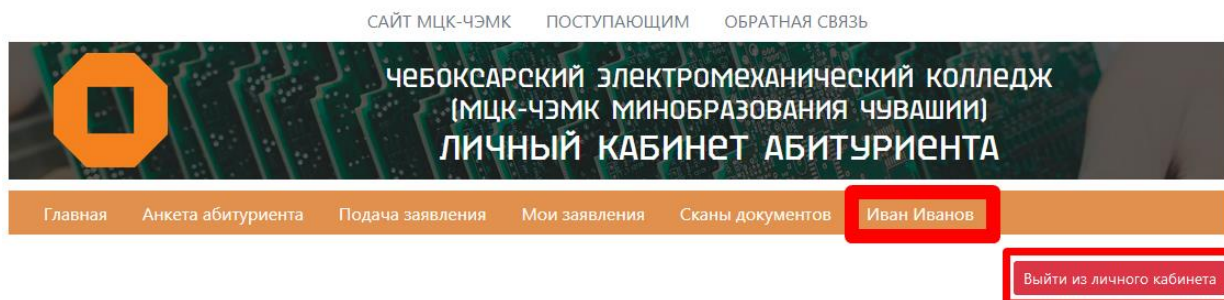 САЙТ МЦК-ЧЭМК ПОСТУПАЮЩИМ ОБРАТНАЯ СВЯЗЬ
ЧЕБОКСАРСКИЙ ЭЛЕКТРОМЕХАНИЧЕСКИЙ КОЛЛЕДЖ
(МЦК-ЧЭМК МИНОБРАЗОВАНИЯ ЧУВАШИИ)
ЛИЧНЫЙ КАБИНЕТ АБИТУРИЕНТА
Главная Анкета абитуриента Подача заявления Мои заявления Сканы документов Иван Иванов
Выйти из личного кабинета